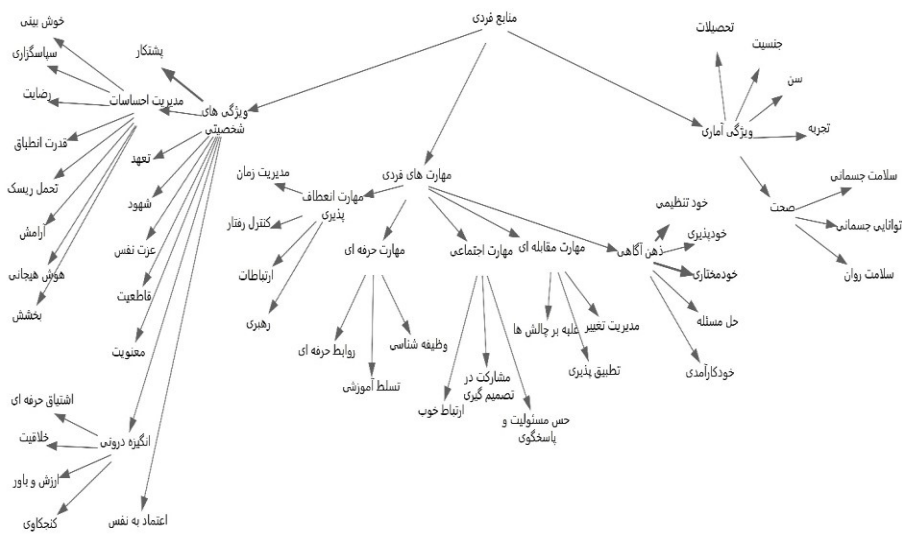 منابع فردی
ویژگی های
شخصیتی
پشتکار
مدیریت احساسات
خوش بینی
سپاسگزاری
رضایت
قدرت انطباق
تحمل ریسک
آرامش
هوش هیجانی
بخشش
تعهد
شهود
عزت نفس
قاطعیت
معنویت
انگیزه درونی
اشتیاق حرفه ای
خلاقیت
ارزش و باور
کنجکاوی
اعتماد به نفس
مهارت های فردی
مهارت انعطاف
پذیری
مدیریت زمان
کنترل رفتار
ارتباطات
رهبری
مهارت حرفه ای
روابط حرفه ای
تسلط آموزشی
وظیفه شناسی
مهارت اجتماعی
ارتباط خوب
مشارکت در
تصمیم گیری
حس مسئولیت و
پاسخگوی
مهارت مقابله ای
غلبه بر چالش ها
تطبیق پذیری
مدیریت تغییر
ذهن آگاهی
خود تنظیمی
خودپذیری
خودمختاری
حل مسئله
خودکارآمدی
ویژگی آماری
تحصیلات
جنسیت
سن
تجربه
صحت
سلامت جسمانی
توانایی جسمانی
سلامت روان